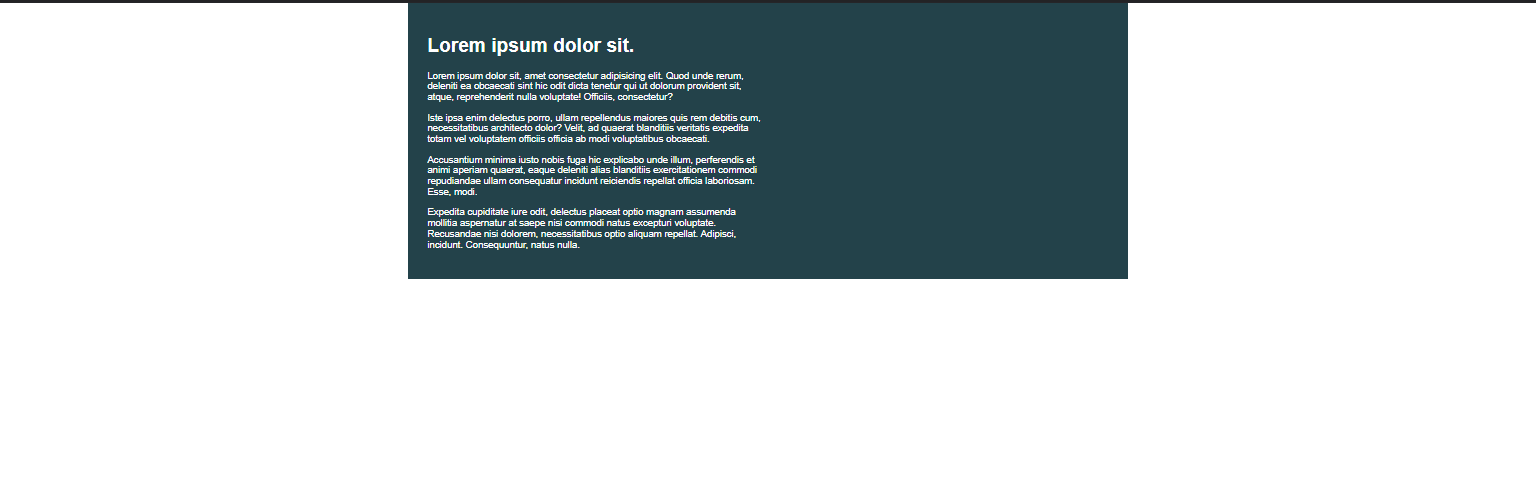 Lorem ipsum dolor sit.
Lorem ipsum dolor sit, amet consectetur adipisicing elit. Quod unde rerum,
deleniti ea obcaecati sint hic odit dicta tenetur qui ut dolorum provident sit,
atque, reprehenderit nulla voluptate! Officiis, consectetur?
Iste ipsa enim delectus porro, ullam repellendus maiores quis rem debitis cum,
necessitatibus architecto dolor? Velit, ad quaerat blanditiis veritatis expedita
totam vel voluptatem officiis officia ab modi voluptatibus obcaecati.
Accusantium minima iusto nobis fuga hic explicabo unde illum, perferendis et
animi aperiam quaerat, eaque deleniti alias blanditiis exercitationem commodi
repudiandae ullam consequatur incidunt reiciendis repellat officia laboriosam.
Esse, modi.
Expedita cupiditate iure odit, delectus placeat optio magnam assumenda
mollitia aspernatur at saepe nisi commodi natus excepturi voluptate.
Recusandae nisi dolorem, necessitatibus optio aliquam repellat. Adipisci,
incidunt. Consequuntur, natus nulla.